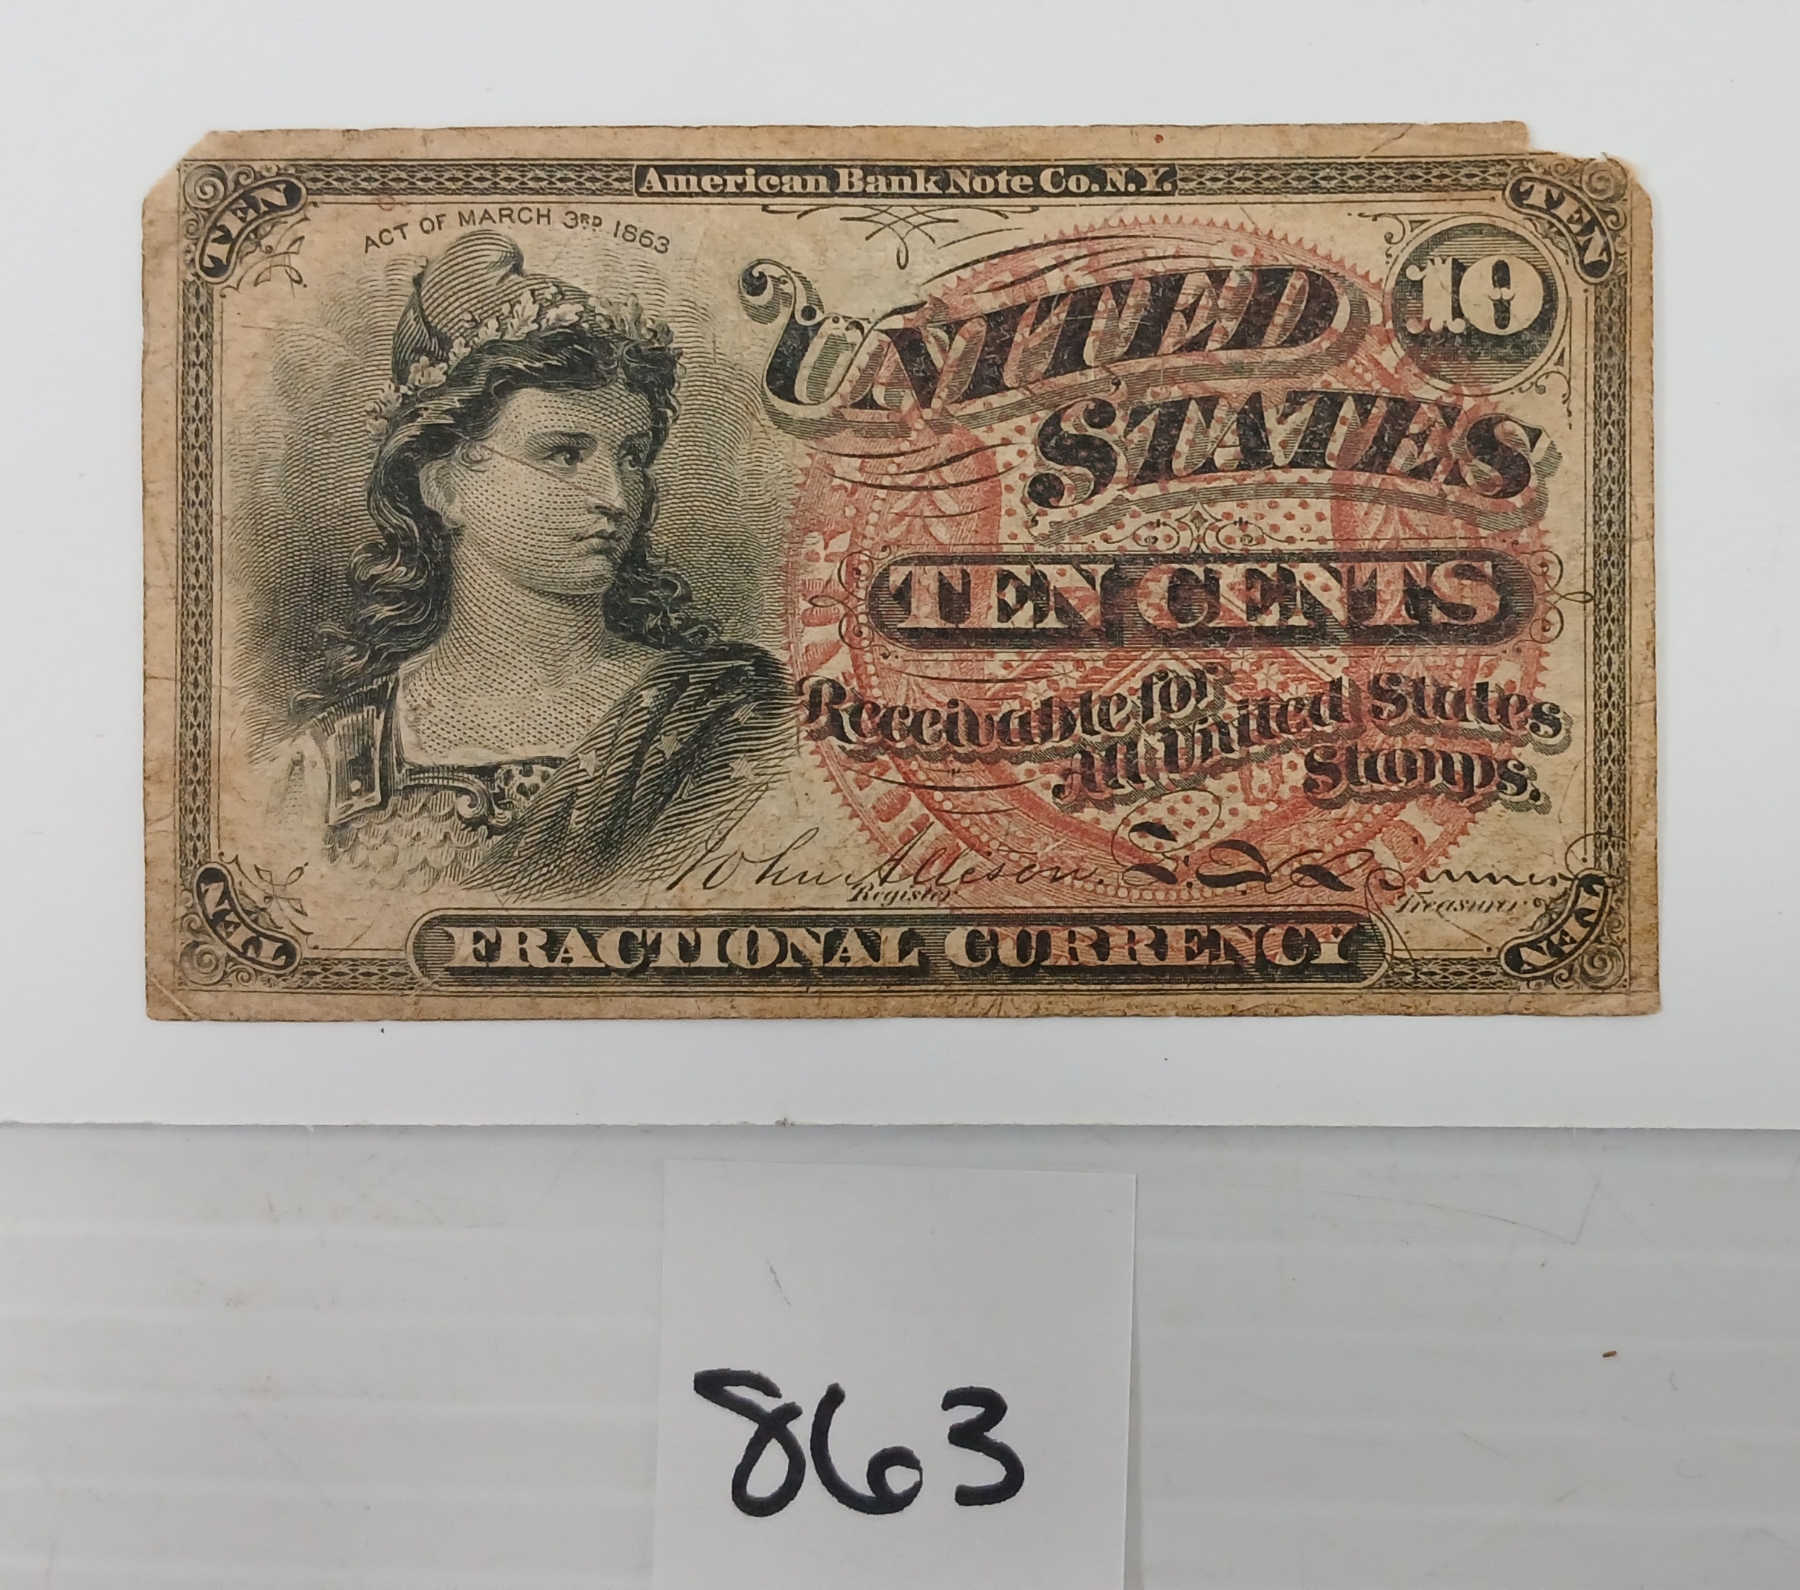 American Bank Note Co. N.Y.
TEN
TEN
ACT OF MARCH 3RD 1863
10
UNITED
STATES
TEN CENTS
Receivable for
All United States
Stamps.
John Allison.
Register
Treasurer
FRACTIONAL CURRENCY
TEN
TEN
863